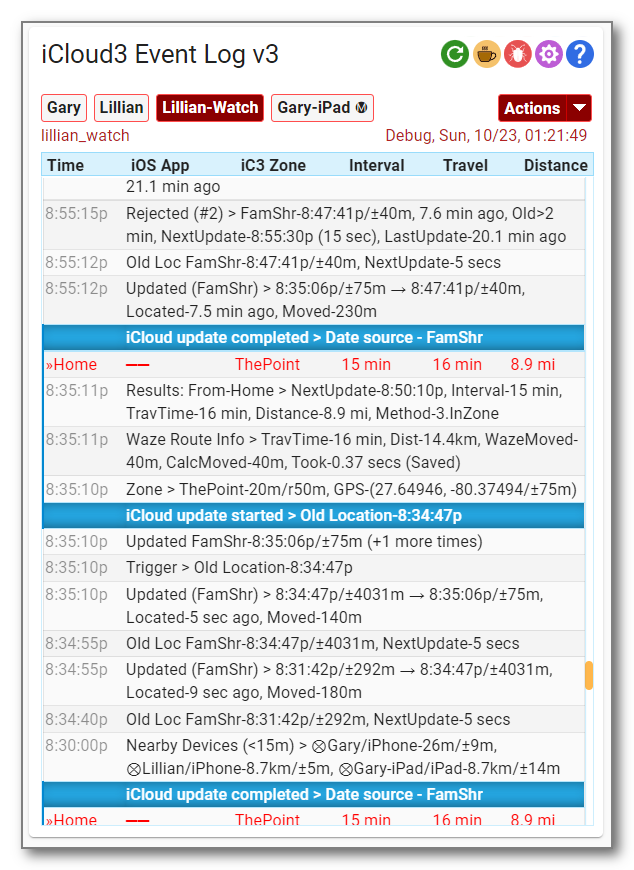 iCloud3 Event Log v3
Gary Lillian Lillian-Watch Gary-iPad Actions
lillian_watch Debug, Sun, 10/23, 01:21:49
Time iOS App iC3 Zone Interval Travel Distance
21.1 min ago
8:55:15p Rejected (#2) > FamShr-8:47:41p/±40m, 7.6 min ago, Old>2
min, NextUpdate-8:55:30p (15 sec), LastUpdate-20.1 min ago
8:55:12p Old Loc FamShr-8:47:41p/±40m, NextUpdate-5 secs
8:55:12p Updated (FamShr) > 8:35:06p/±75m → 8:47:41p/±40m,
Located-7.5 min ago, Moved-230m
iCloud update completed > Date source - FamShr
»Home —— ThePoint 15 min 16 min 8.9 mi
8:35:11p Results: From-Home > NextUpdate-8:50:10p, Interval-15 min,
TravTime-16 min, Distance-8.9 mi, Method-3.InZone
8:35:11p Waze Route Info > TravTime-16 min, Dist-14.4km, WazeMoved-
40m, CalcMoved-40m, Took-0.37 secs (Saved)
8:35:10p Zone > ThePoint-20m/r50m, GPS-(27.64946, -80.37494/±75m)
iCloud update started > Old Location-8:34:47p
8:35:10p Updated FamShr-8:35:06p/±75m (+1 more times)
8:35:10p Trigger > Old Location-8:34:47p
8:35:10p Updated (FamShr) > 8:34:47p/±4031m → 8:35:06p/±75m,
Located-5 sec ago, Moved-140m
8:34:55p Old Loc FamShr-8:34:47p/±4031m, NextUpdate-5 secs
8:34:55p Updated (FamShr) > 8:31:42p/±292m → 8:34:47p/±4031m,
Located-9 sec ago, Moved-180m
8:34:40p Old Loc FamShr-8:31:42p/±292m, NextUpdate-5 secs
8:30:00p Nearby Devices (<15m) > ⊗Gary/iPhone-26m/±9m,
⊗Lillian/iPhone-8.7km/±5m, ⊗Gary-iPad/iPad-8.7km/±14m
iCloud update completed > Date source - FamShr
»Home —— ThePoint 15 min 16 min 8.9 mi